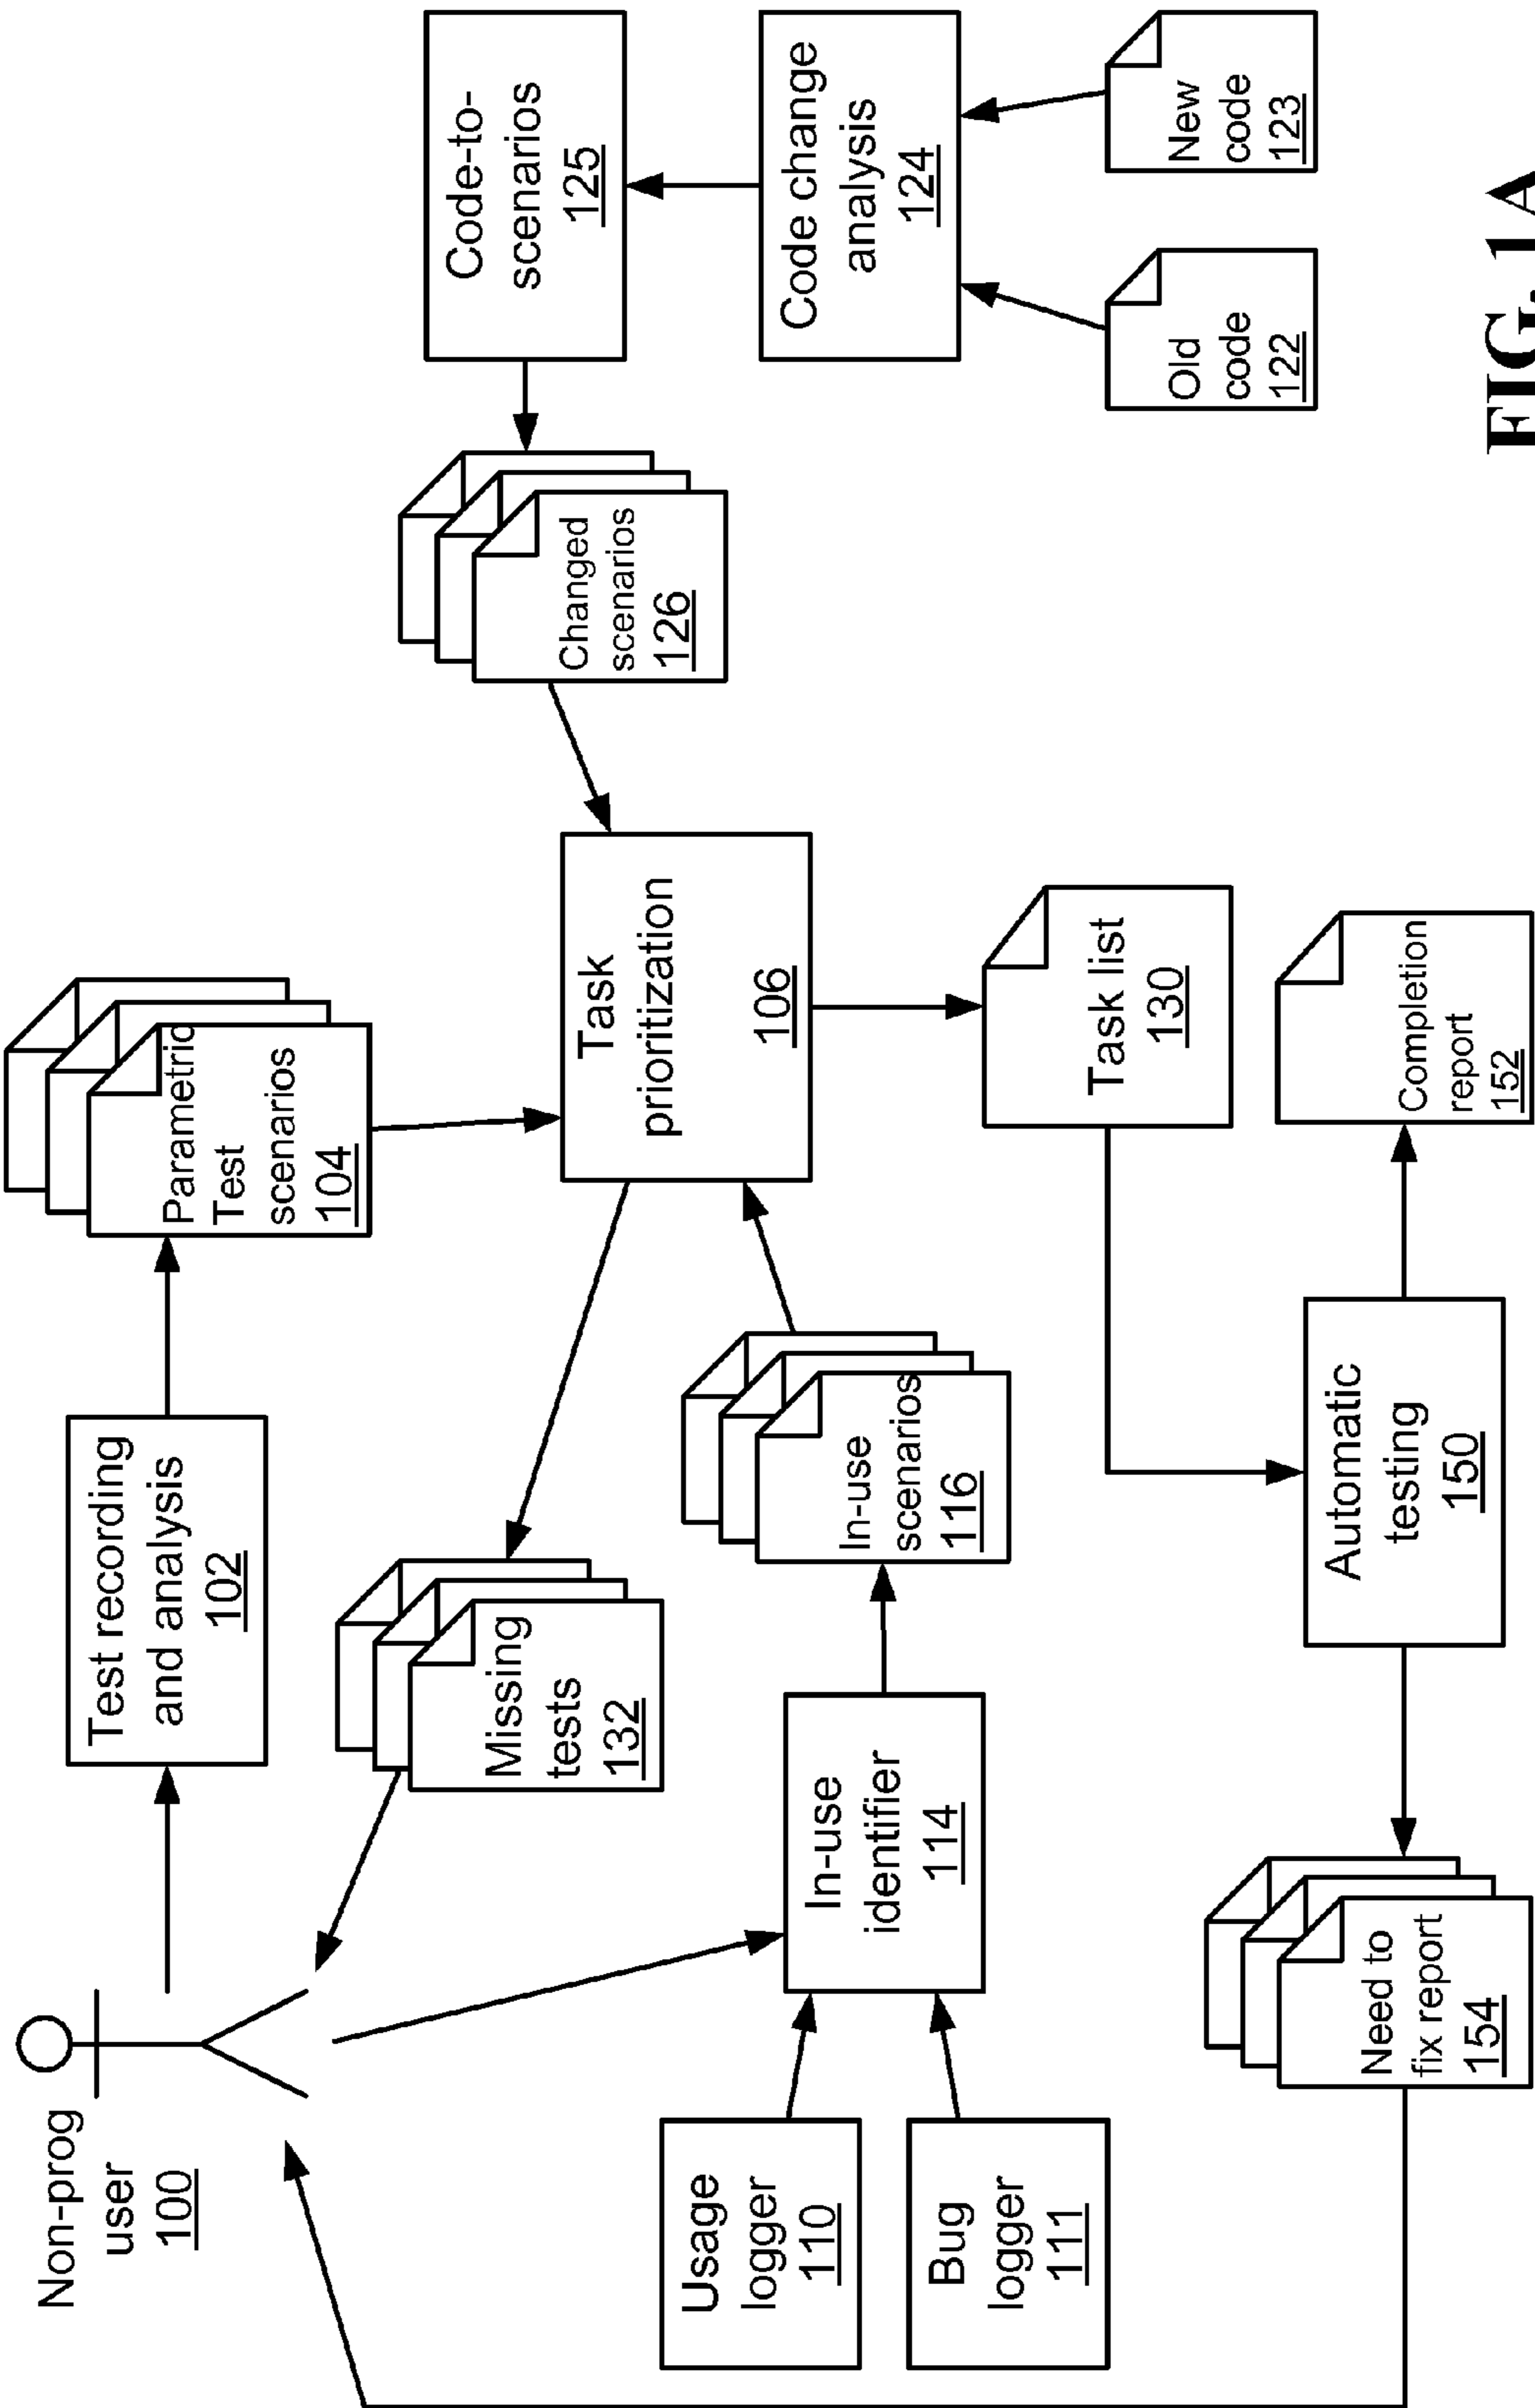 Non-prog
user
100
Test recording
and analysis
102
Parametric
Test
scenarios
104
Changed
scenarios
126
Code-to-
scenarios
125
Missing
tests
132
Task
prioritization
106
Usage
logger
110
Bug
logger
111
In-use
identifier
114
In-use
scenarios
116
Code change
analysis
124
Task list
130
Old
code
122
New
code
123
Need to
fix report
154
Automatic
testing
150
Completion
report
152
FIG. 1A